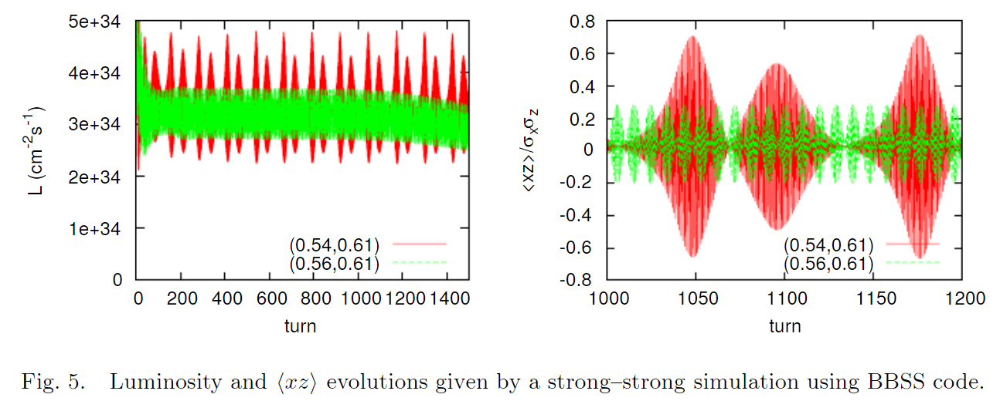 5e+34
4e+34
3e+34
2e+34
1e+34
0
L (cm-2s-1)
(0.54,0.61)
(0.56,0.61)
0 200 400 600 800 1000 1200 1400
turn
0.8
0.6
0.4
0.2
0
-0.2
-0.4
-0.6
-0.8
<xz>/σxσz
(0.54,0.61)
(0.56,0.61)
1000 1050 1100 1150 1200
turn
Fig. 5. Luminosity and ⟨xz⟩ evolutions given by a strong–strong simulation using BBSS code.